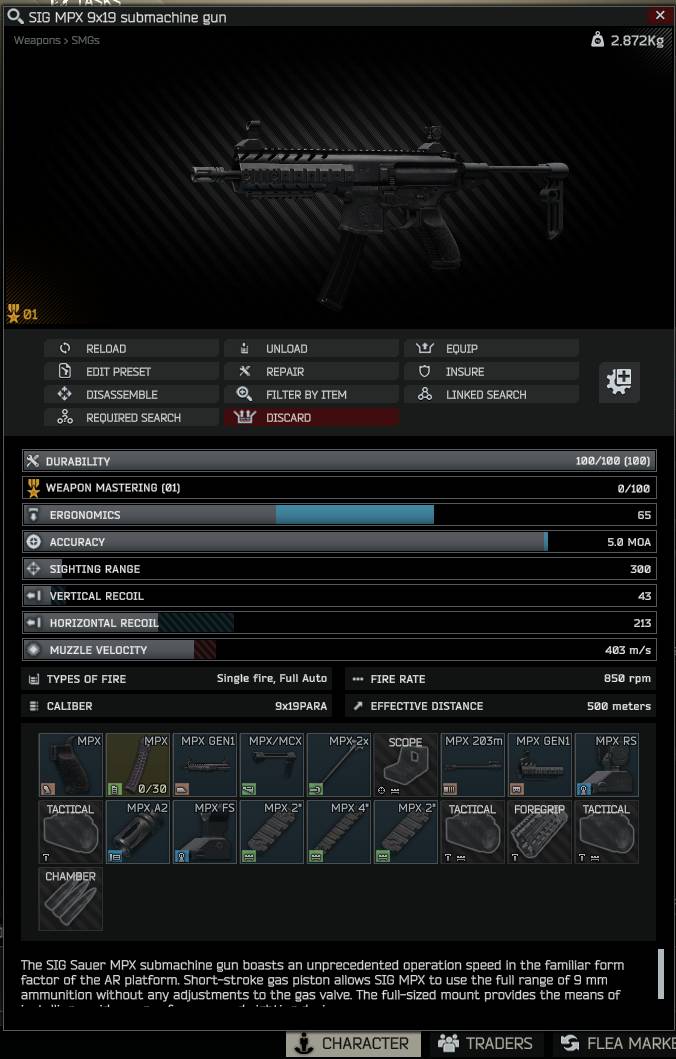 TASKS
SIG MPX 9x19 submachine gun
Weapons > SMGs
2.872Kg
01
RELOAD UNLOAD EQUIP
EDIT PRESET REPAIR INSURE
DISASSEMBLE FILTER BY ITEM LINKED SEARCH
REQUIRED SEARCH DISCARD
DURABILITY 100/100 (100)
WEAPON MASTERING (01) 0/100
ERGONOMICS 65
ACCURACY 5.0 MOA
SIGHTING RANGE 300
VERTICAL RECOIL 43
HORIZONTAL RECOIL 213
MUZZLE VELOCITY 403 m/s
TYPES OF FIRE Single fire, Full Auto FIRE RATE 850 rpm
CALIBER 9x19PARA EFFECTIVE DISTANCE 500 meters
MPX MPX MPX GEN1 MPX/MCX MPX-2x SCOPE MPX 203m MPX GEN1 MPX RS
0/30
TACTICAL MPX A2 MPX FS MPX 2" MPX 4" MPX 2" TACTICAL FOREGRIP TACTICAL
CHAMBER
The SIG Sauer MPX submachine gun boasts an unprecedented operation speed in the familiar form
factor of the AR platform. Short-stroke gas piston allows SIG MPX to use the full range of 9 mm
ammunition without any adjustments to the gas valve. The full-sized mount provides the means of
CHARACTER TRADERS FLEA MARKE